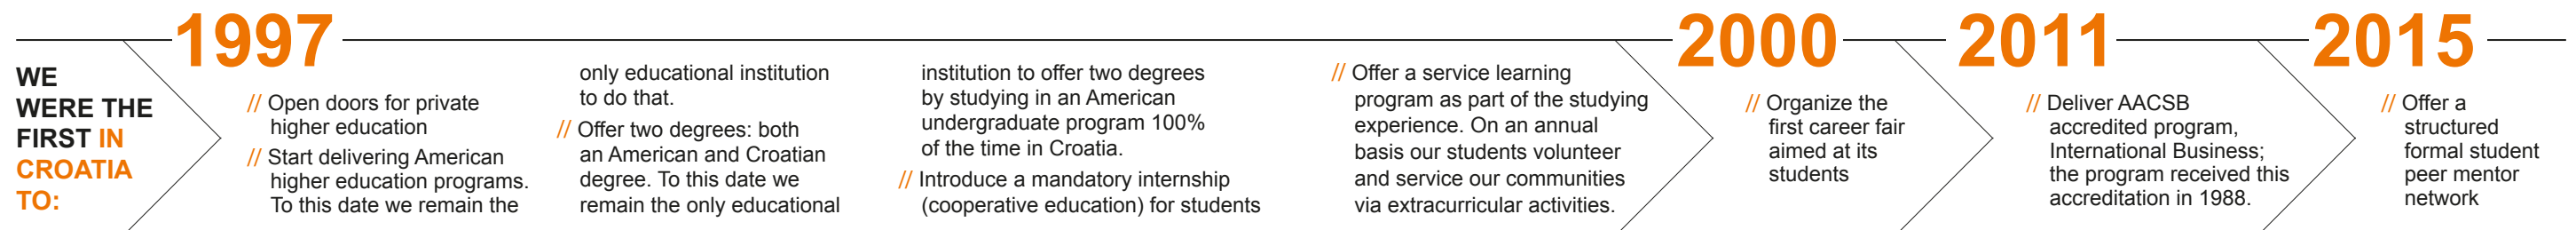 WE
WERE THE
FIRST IN
CROATIA
TO:
1997
// Open doors for private
higher education
// Start delivering American
higher education programs.
To this date we remain the
only educational institution
to do that.
// Offer two degrees: both
an American and Croatian
degree. To this date we
remain the only educational
institution to offer two degrees
by studying in an American
undergraduate program 100%
of the time in Croatia.
// Introduce a mandatory internship
(cooperative education) for students
// Offer a service learning
program as part of the studying
experience. On an annual
basis our students volunteer
and service our communities
via extracurricular activities.
2000
// Organize the
first career fair
aimed at its
students
2011
// Deliver AACSB
accredited program,
International Business;
the program received this
accreditation in 1988.
2015
// Offer a
structured
formal student
peer mentor
network